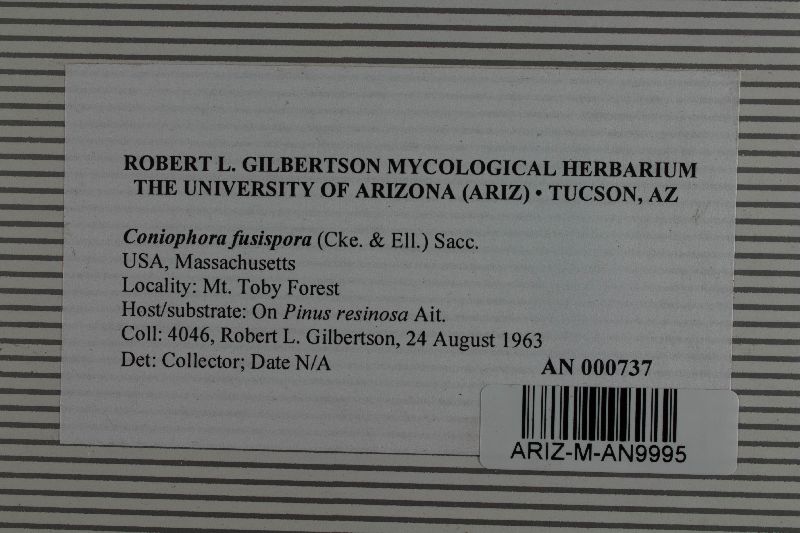 ROBERT L. GILBERTSON MYCOLOGICAL HERBARIUM
THE UNIVERSITY OF ARIZONA (ARIZ) • TUCSON, AZ
Coniophora fusispora (Cke. & Ell.) Sacc.
USA, Massachusetts
Locality: Mt. Toby Forest
Host/substrate: On Pinus resinosa Ait.
Coll: 4046, Robert L. Gilbertson, 24 August 1963
Det: Collector; Date N/A
AN 000737
ARIZ-M-AN9995